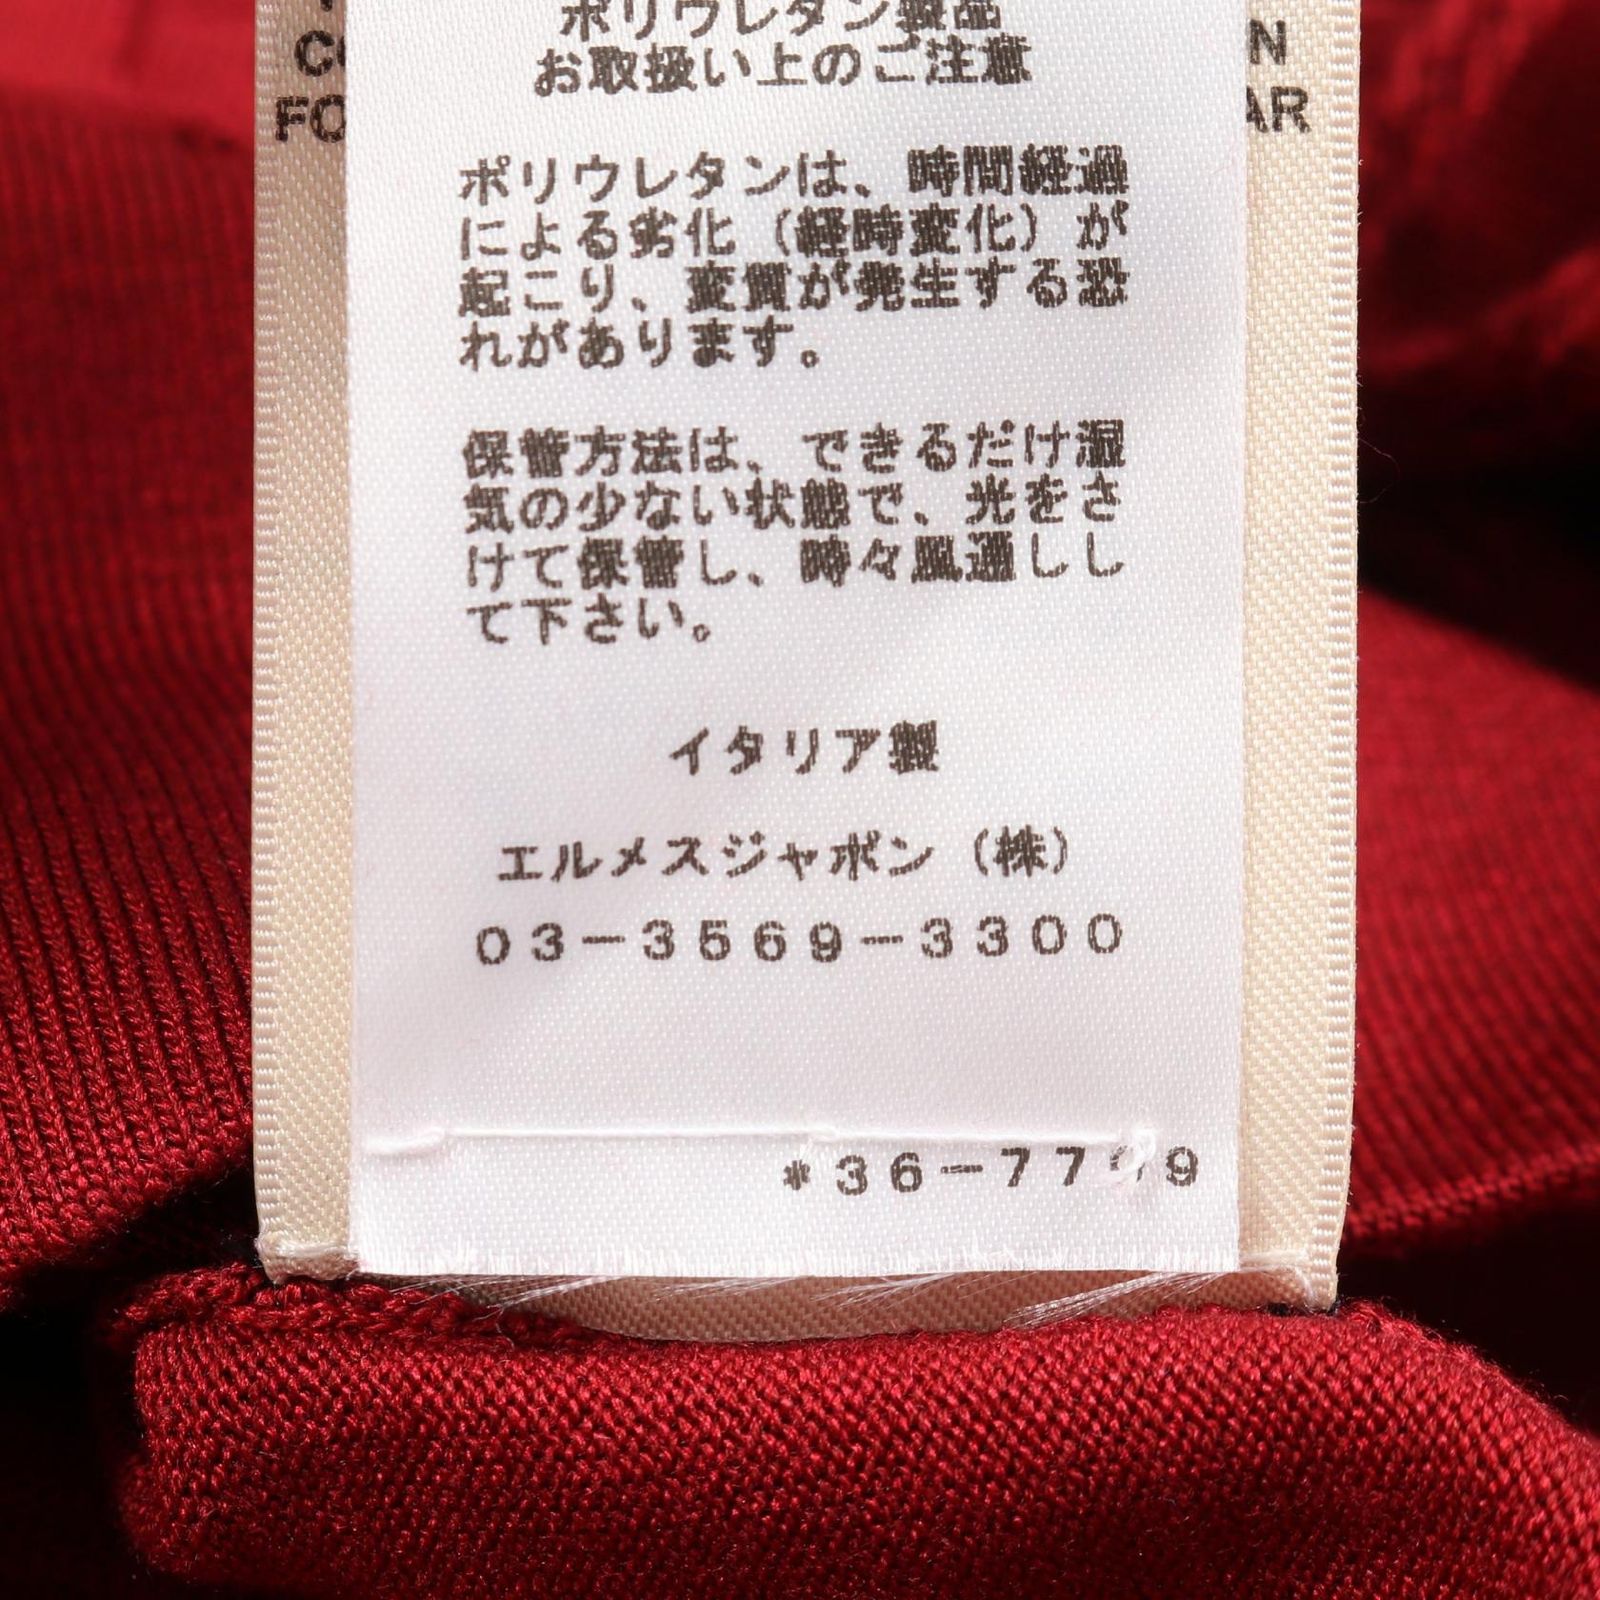 ポリウレタン製品
お取扱い上のご注意
ポリウレタンは、時間経過
による劣化（経時変化）が
起こり、変質が発生する恐
れがあります。
保管方法は、できるだけ湿
気の少ない状態で、光をさ
けて保管し、時々風通しし
て下さい。
イタリア製
エルメスジャポン（株）
03-3569-3300